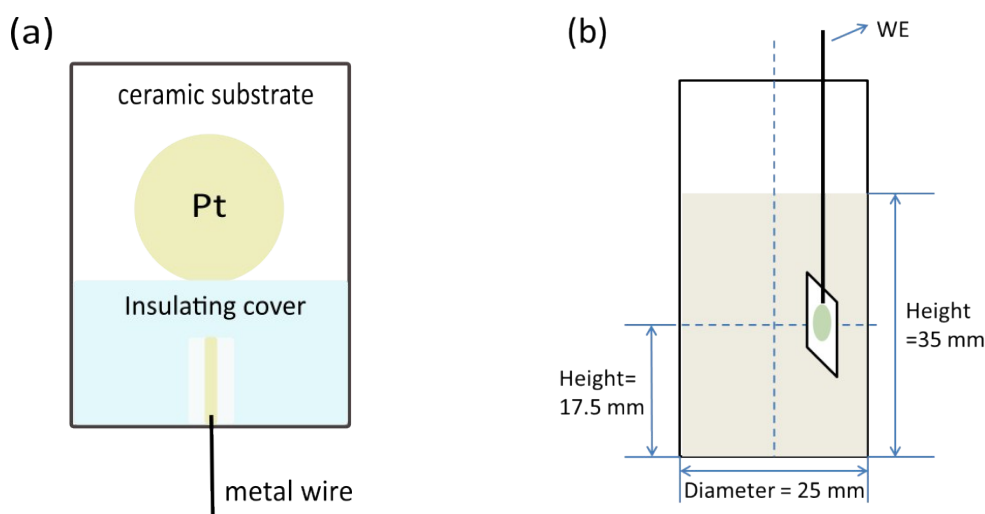 (a)
ceramic substrate
Pt
Insulating cover
metal wire
(b)
WE
Height
=35 mm
Height=
17.5 mm
Diameter = 25 mm